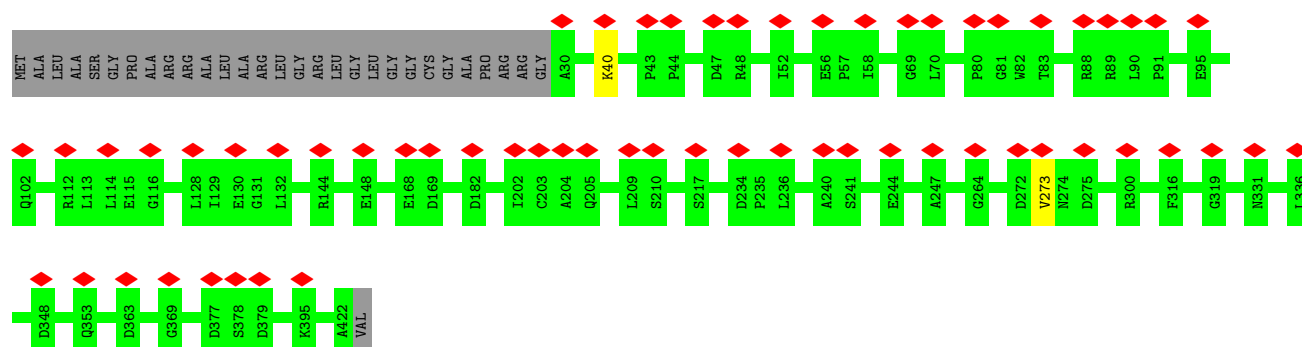 MET ALA LEU ALA SER GLY PRO ALA ARG ARG ALA LEU ALA ARG LEU GLY ARG LEU GLY LEU GLY GLY CYS GLY ALA PRO ARG ARG GLY A30 K40 P43 P44 D47 R48 I52 E56 P57 I58 G69 L70 P80 G81 W82 T83 R88 R89 L90 P91 E95
Q102 R112 L113 L114 E115 G116 L128 I129 E130 G131 L132 R144 E148 E168 D169 D182 I202 C203 A204 Q205 L209 S210 S217 D234 P235 L236 A240 S241 E244 A247 G264 D272 V273 N274 D275 R300 F316 G319 N331 L336
D348 Q353 D363 G369 D377 S378 D379 K395 A422 VAL